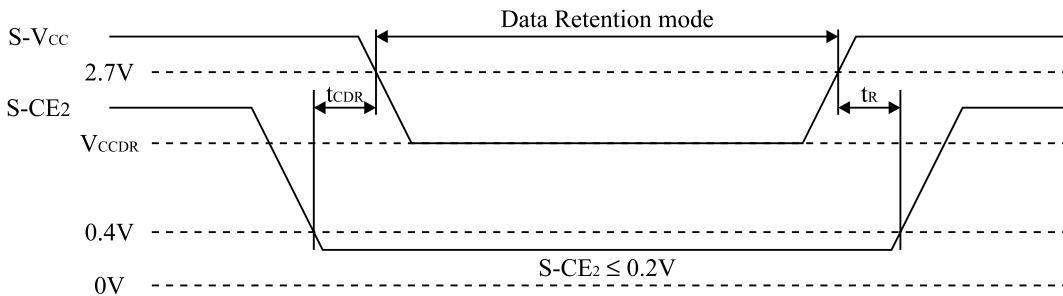 Data Retention mode
S-VCC
2.7V
tCDR
tR
S-CE2
VCCDR
0.4V
S-CE2 ≤ 0.2V
0V